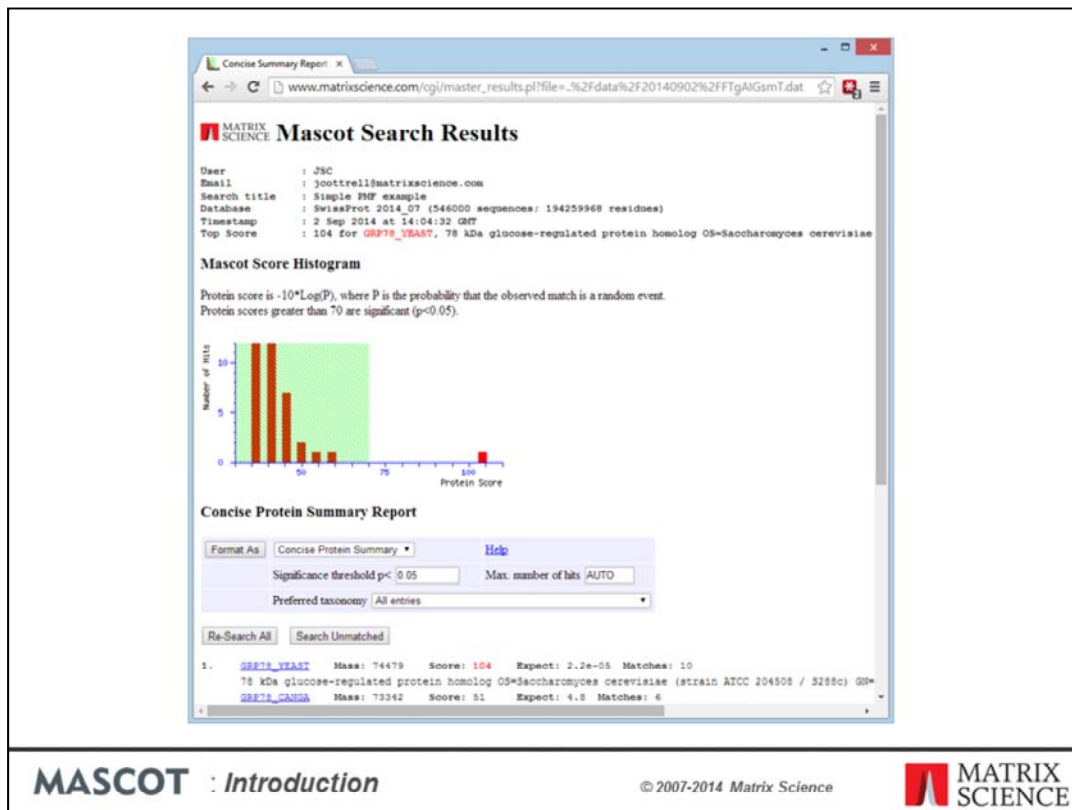 Concise Summary Report
www.matrixscience.com/cgi/master_results.pl?file=..%2Fdata%2F20140902%2FFTgAlGsmT.dat
MATRIX SCIENCE Mascot Search Results
User : JSC
Email : jcottrell@matrixscience.com
Search title : Simple PMF example
Database : SwissProt 2014_07 (546000 sequences; 194259968 residues)
Timestamp : 2 Sep 2014 at 14:04:32 GMT
Top Score : 104 for GRP78_YEAST, 78 kDa glucose-regulated protein homolog OS=Saccharomyces cerevisiae
Mascot Score Histogram
Protein score is -10*Log(P), where P is the probability that the observed match is a random event.
Protein scores greater than 70 are significant (p<0.05).
Number of Hits
10
5
0
50 75 100
Protein Score
Concise Protein Summary Report
Format As Concise Protein Summary Help
Significance threshold p< 0.05 Max. number of hits AUTO
Preferred taxonomy All entries
Re-Search All Search Unmatched
1. GRP78_YEAST Mass: 74479 Score: 104 Expect: 2.2e-05 Matches: 10
78 kDa glucose-regulated protein homolog OS=Saccharomyces cerevisiae (strain ATCC 204508 / S288c) GN=
GRP78_CANGA Mass: 73342 Score: 51 Expect: 4.8 Matches: 6
MASCOT : Introduction
© 2007-2014 Matrix Science
MATRIX
SCIENCE